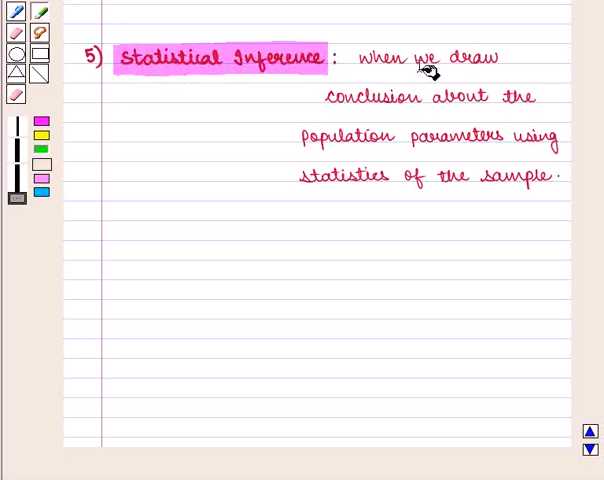 5) Statistical Inference : when we draw
conclusion about the
Population parameters using
statistics of the sample.